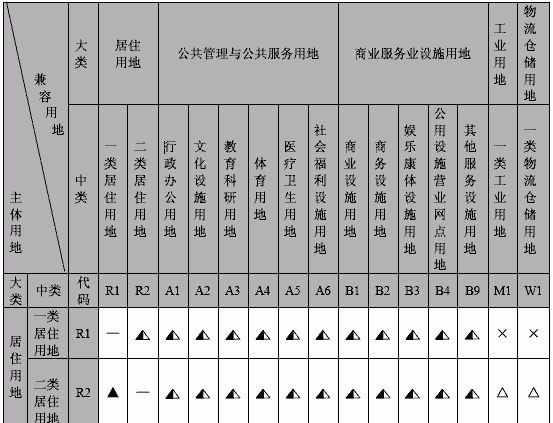 兼容用地
主体用地
大类
居住用地
公共管理与公共服务用地
商业服务业设施用地
工业用地
物流仓储用地
中类
一类居住用地
二类居住用地
行政办公用地
文化设施用地
教育科研用地
体育用地
医疗卫生用地
社会福利设施用地
商业设施用地
商务设施用地
娱乐康体设施用地
公用设施营业网点用地
其他服务设施用地
一类工业用地
一类物流仓储用地
大类 中类 代码 R1 R2 A1 A2 A3 A4 A5 A6 B1 B2 B3 B4 B9 M1 W1
居住用地
一类居住用地 R1 — ◭ ◭ ◭ ◭ ◭ ◭ ◭ ◭ ◭ ◭ ◭ ◭ × ×
二类居住用地 R2 ▲ — ◭ ◭ ◭ ◭ ◭ ◭ ◭ ◭ ◭ ◭ ◭ △ △